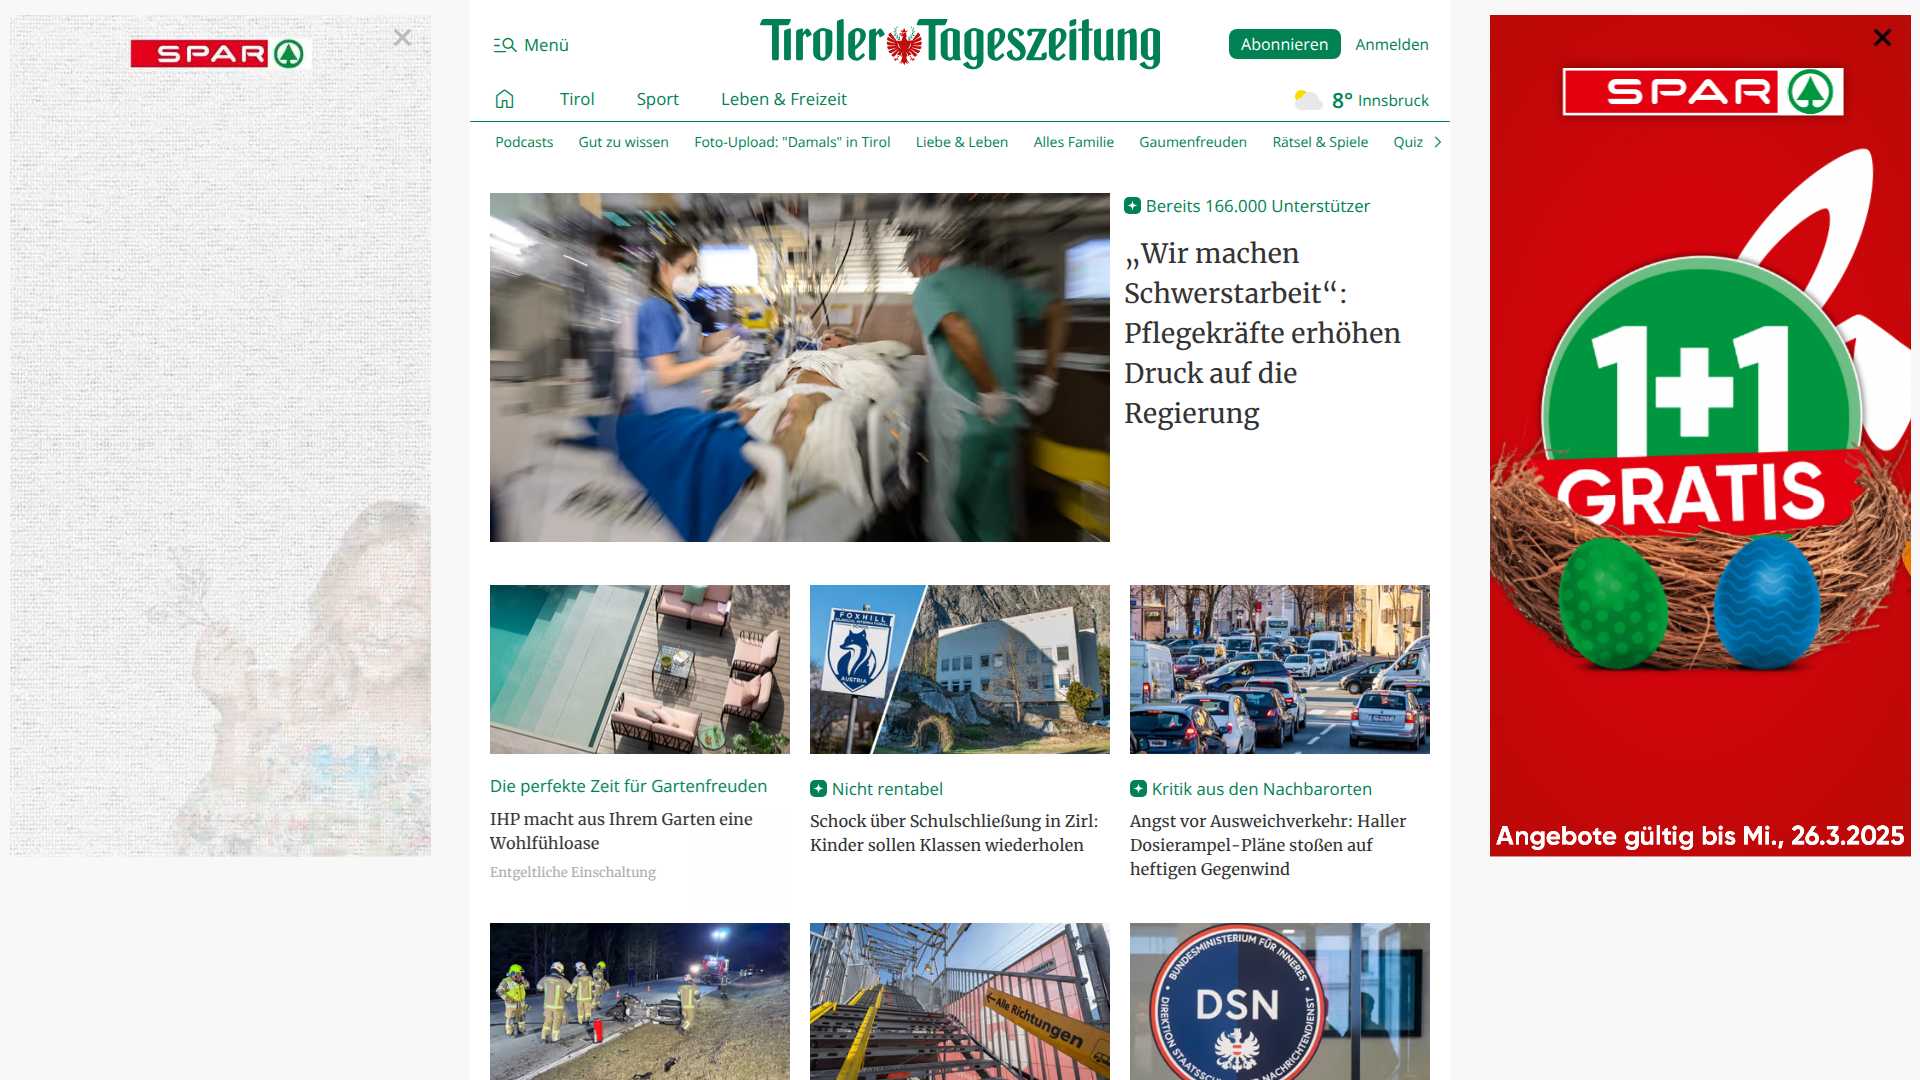 SPAR
Menü
Tiroler Tageszeitung
Abonnieren
Anmelden
Tirol
Sport
Leben & Freizeit
8° Innsbruck
Podcasts
Gut zu wissen
Foto-Upload: "Damals" in Tirol
Liebe & Leben
Alles Familie
Gaumenfreuden
Rätsel & Spiele
Quiz
Bereits 166.000 Unterstützer
„Wir machen
Schwerstarbeit“:
Pflegekräfte erhöhen
Druck auf die
Regierung
FOXHILL
AUSTRIA
Die perfekte Zeit für Gartenfreuden
IHP macht aus Ihrem Garten eine
Wohlfühloase
Entgeltliche Einschaltung
Nicht rentabel
Schock über Schulschließung in Zirl:
Kinder sollen Klassen wiederholen
Kritik aus den Nachbarorten
Angst vor Ausweichverkehr: Haller
Dosierampel-Pläne stoßen auf
heftigen Gegenwind
Alle Richtungen
BUNDESMINISTERIUM FÜR INNERES
DSN
DIREKTION STAATSSCHUTZ NACHRICHTENDIENST
SPAR
1+1
GRATIS
Angebote gültig bis Mi., 26.3.2025